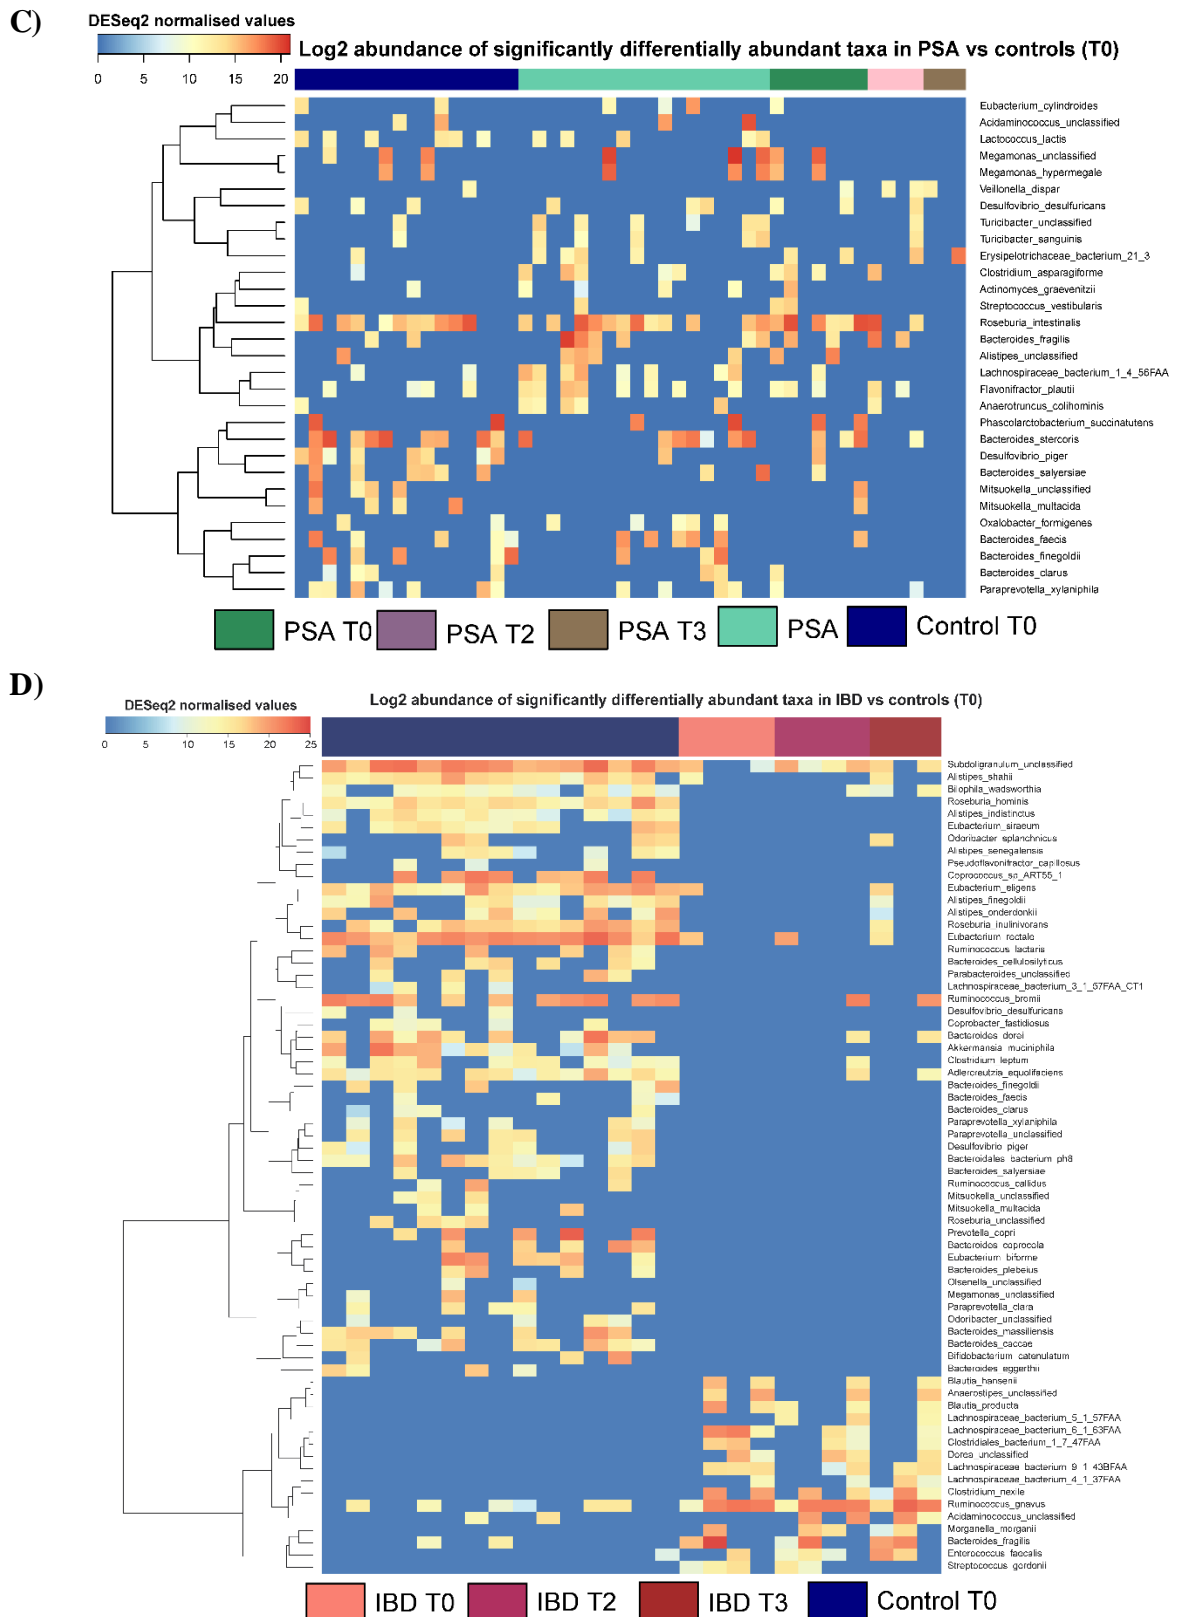 C)
DESeq2 normalised values
Log2 abundance of significantly differentially abundant taxa in PSA vs controls (T0)
0 5 10 15 20
Eubacterium_cylindroides
Acidaminococcus_unclassified
Lactococcus_lactis
Megamonas_unclassified
Megamonas_hypermegale
Veillonella_dispar
Desulfovibrio_desulfuricans
Turicibacter_unclassified
Turicibacter_sanguinis
Erysipelotrichaceae_bacterium_21_3
Clostridium_asparagiforme
Actinomyces_graevenitzii
Streptococcus_vestibularis
Roseburia_intestinalis
Bacteroides_fragilis
Alistipes_unclassified
Lachnospiraceae_bacterium_1_4_56FAA
Flavonifractor_plautii
Anaerotruncus_colihominis
Phascolarctobacterium_succinatutens
Bacteroides_stercoris
Desulfovibrio_piger
Bacteroides_salyersiae
Mitsuokella_unclassified
Mitsuokella_multacida
Oxalobacter_formigenes
Bacteroides_faecis
Bacteroides_finegoldii
Bacteroides_clarus
Paraprevotella_xylaniphila
PSA T0 PSA T2 PSA T3 PSA Control T0
D)
Log2 abundance of significantly differentially abundant taxa in IBD vs controls (T0)
DESeq2 normalised values
0 5 10 15 20 25
Subdoligranulum_unclassified
Alistipes_shahii
Bilophila_wadsworthia
Roseburia_hominis
Alistipes_indistinctus
Eubacterium_siraeum
Odoribacter_splanchnicus
Alistipes_senegalensis
Pseudoflavonifractor_capillosus
Coprococcus_sp_ART55_1
Eubacterium_eligens
Alistipes_finegoldii
Alistipes_onderdonkii
Roseburia_inulinivorans
Eubacterium_rectale
Ruminococcus_lactaris
Bacteroides_cellulosilyticus
Parabacteroides_unclassified
Lachnospiraceae_bacterium_3_1_57FAA_CT1
Ruminococcus_bromii
Desulfovibrio_desulfuricans
Coprobacter_fastidiosus
Bacteroides_dorei
Akkermansia_muciniphila
Clostridium_leptum
Adlercreutzia_equolifaciens
Bacteroides_finegoldii
Bacteroides_faecis
Bacteroides_clarus
Paraprevotella_xylaniphila
Paraprevotella_unclassified
Desulfovibrio_piger
Bacteroidales_bacterium_ph8
Bacteroides_salyersiae
Ruminococcus_callidus
Mitsuokella_unclassified
Mitsuokella_multacida
Roseburia_unclassified
Prevotella_copri
Bacteroides_coprocola
Eubacterium_biforme
Bacteroides_plebeius
Olsenella_unclassified
Megamonas_unclassified
Paraprevotella_clara
Odoribacter_unclassified
Bacteroides_massiliensis
Bacteroides_caccae
Bifidobacterium_catenulatum
Bacteroides_eggerthii
Blautia_hansenii
Anaerostipes_unclassified
Blautia_producta
Lachnospiraceae_bacterium_5_1_57FAA
Lachnospiraceae_bacterium_6_1_63FAA
Clostridiales_bacterium_1_7_47FAA
Dorea_unclassified
Lachnospiraceae_bacterium_9_1_43BFAA
Lachnospiraceae_bacterium_4_1_37FAA
Clostridium_nexile
Ruminococcus_gnavus
Acidaminococcus_unclassified
Morganella_morganii
Bacteroides_fragilis
Enterococcus_faecalis
Streptococcus_gordonii
IBD T0 IBD T2 IBD T3 Control T0